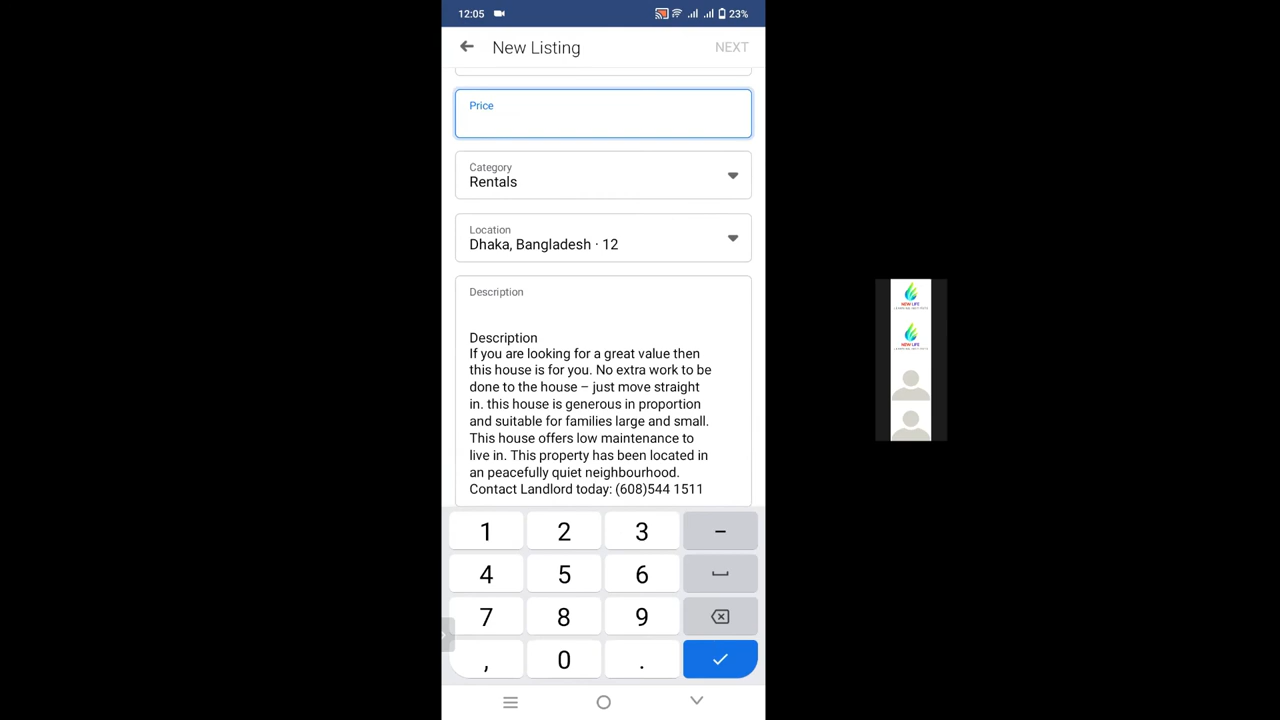 12:05
23%
New Listing
NEXT
Price
Category
Rentals
Location
Dhaka, Bangladesh · 12
Description
Description
If you are looking for a great value then
this house is for you. No extra work to be
done to the house – just move straight
in. this house is generous in proportion
and suitable for families large and small.
This house offers low maintenance to
live in. This property has been located in
an peacefully quiet neighbourhood.
Contact Landlord today: (608)544 1511
1 2 3 –
4 5 6
7 8 9
, 0 .
NEW LIFE
NEW LIFE